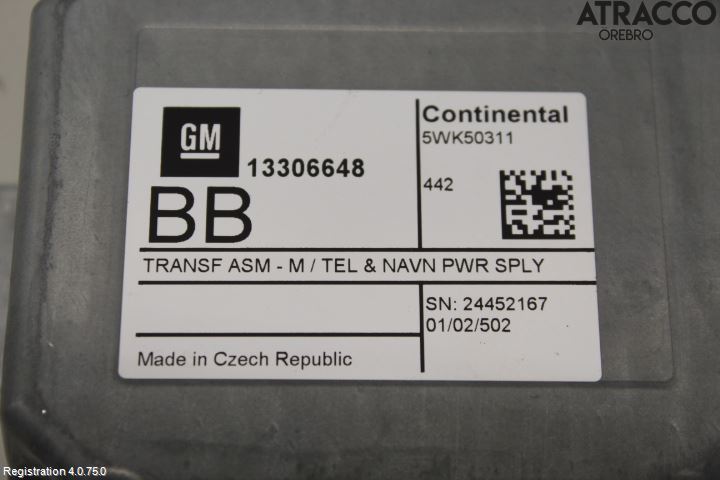 ATRACCO
ÖREBRO
GM
13306648
BB
Continental
5WK50311
442
TRANSF ASM - M / TEL & NAVN PWR SPLY
SN: 24452167
01/02/502
Made in Czech Republic
Registration 4.0.75.0